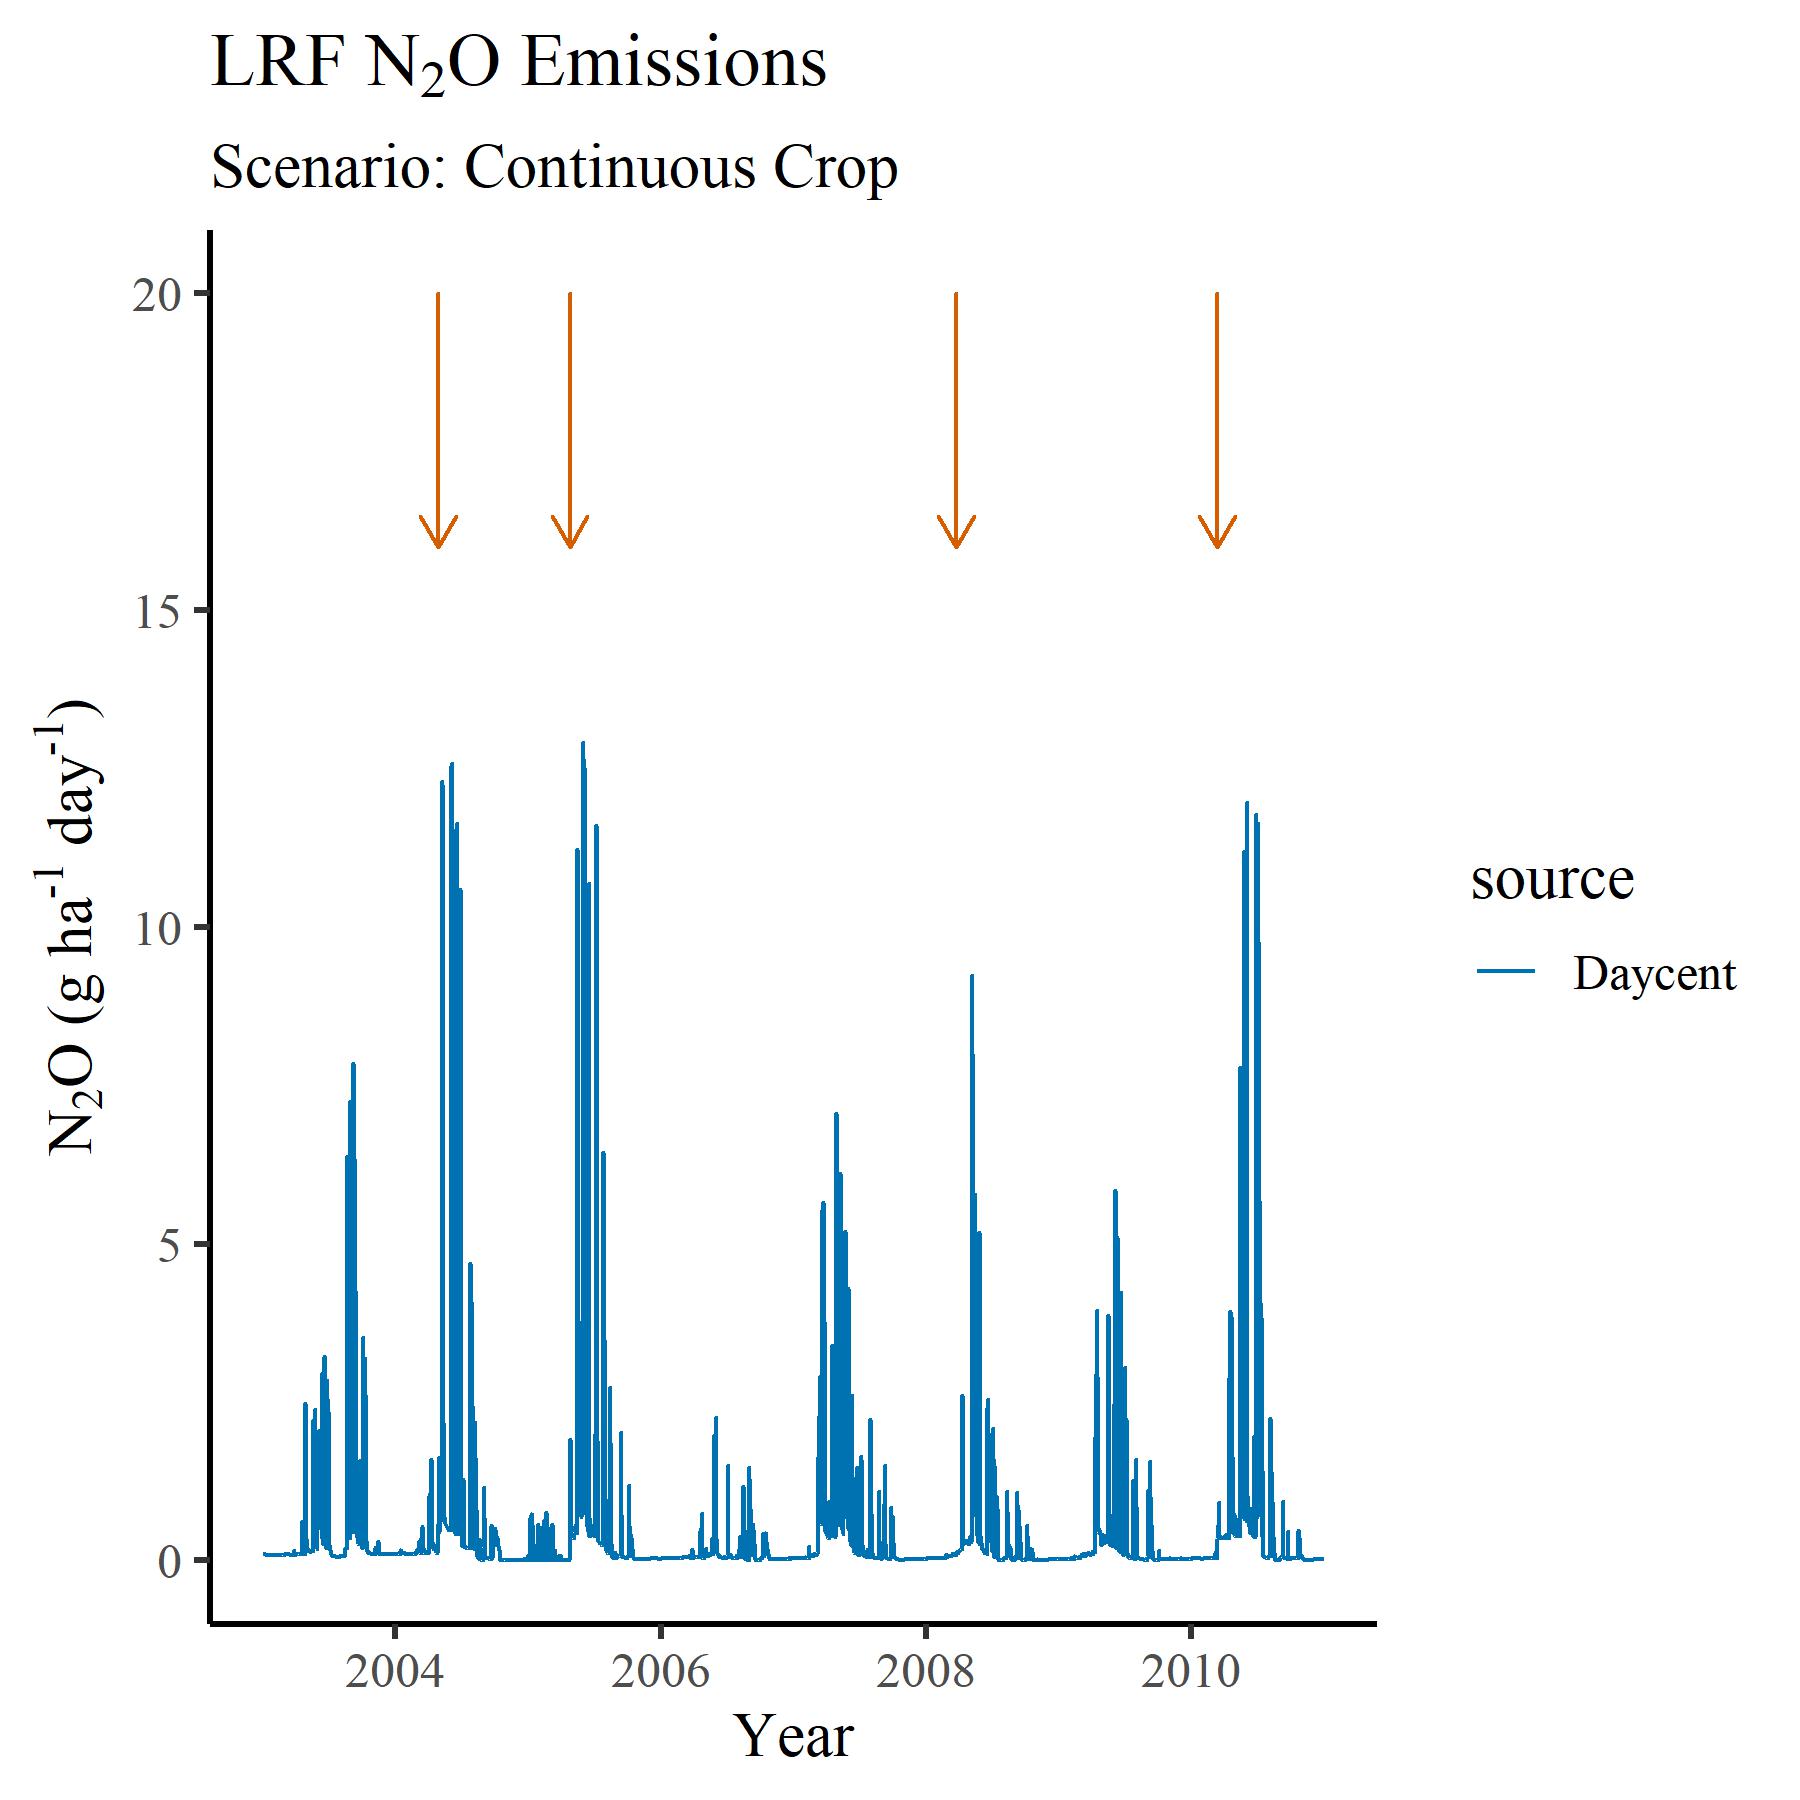 LRF N₂O Emissions
Scenario: Continuous Crop
20
15
10
5
0
N₂O (g ha⁻¹ day⁻¹)
2004 2006 2008 2010
Year
source
Daycent